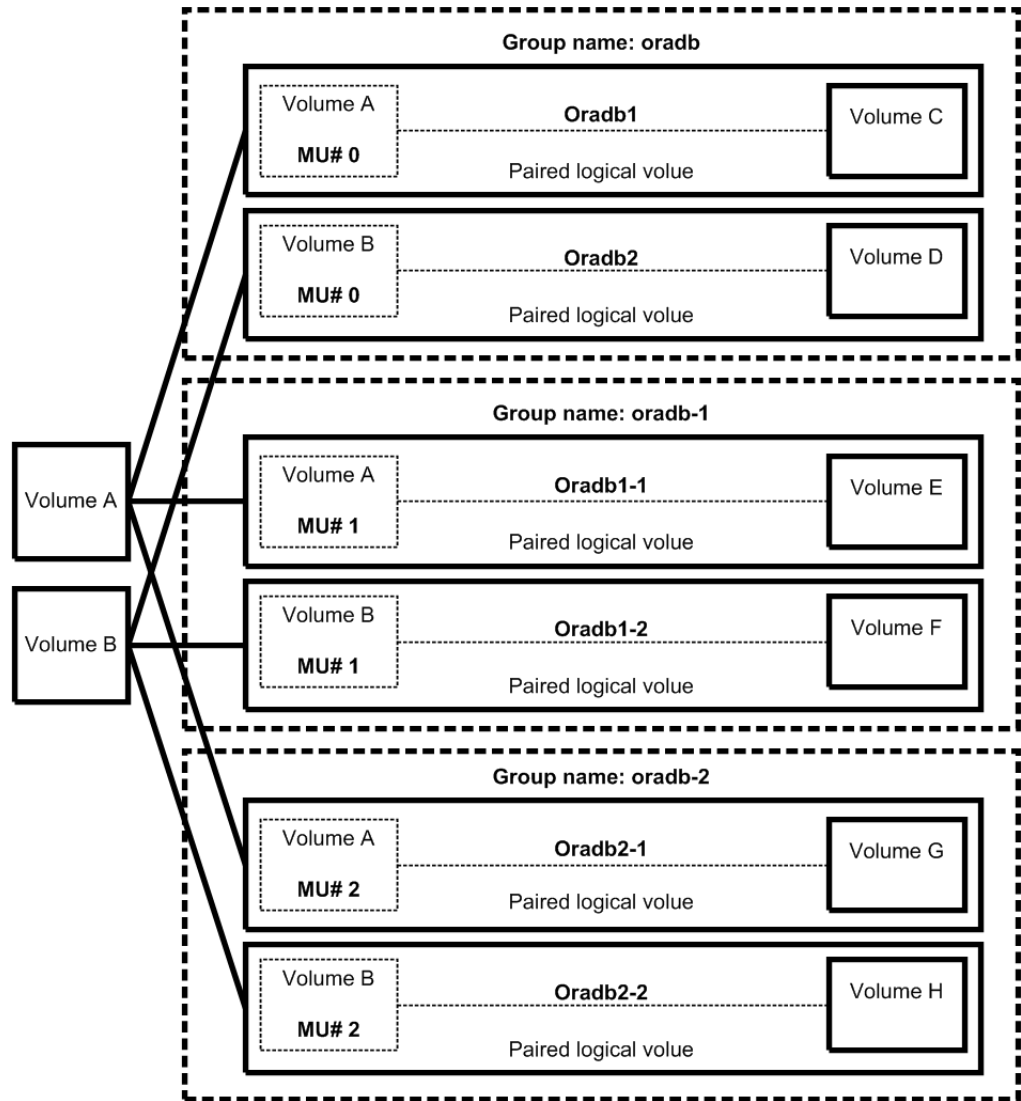 Group name: oradb
Volume A
MU# 0
Oradb1
Paired logical volue
Volume C
Volume B
MU# 0
Oradb2
Paired logical volue
Volume D
Group name: oradb-1
Volume A
Volume A
MU# 1
Oradb1-1
Paired logical volue
Volume E
Volume B
Volume B
MU# 1
Oradb1-2
Paired logical volue
Volume F
Group name: oradb-2
Volume A
MU# 2
Oradb2-1
Paired logical volue
Volume G
Volume B
MU# 2
Oradb2-2
Paired logical volue
Volume H